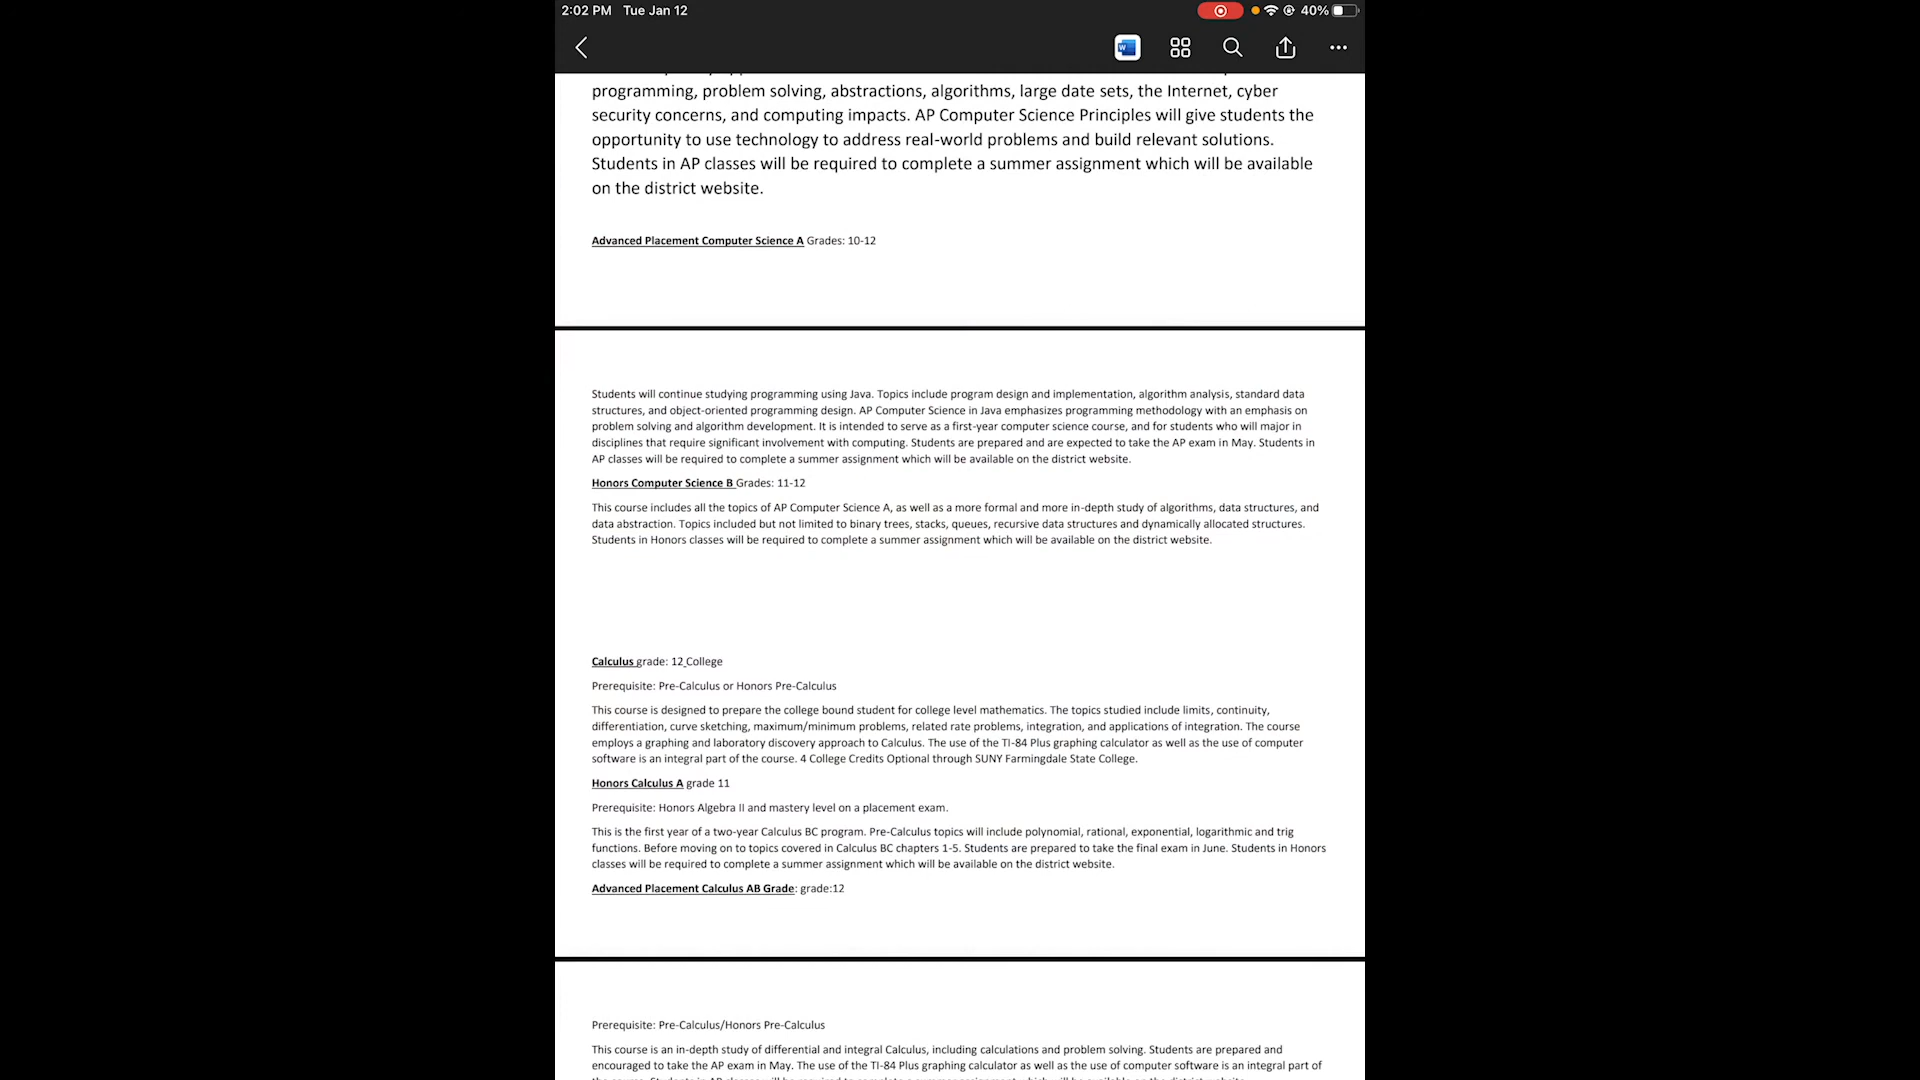 2:02 PM Tue Jan 12
40%
W
programming, problem solving, abstractions, algorithms, large date sets, the Internet, cyber
security concerns, and computing impacts. AP Computer Science Principles will give students the
opportunity to use technology to address real-world problems and build relevant solutions.
Students in AP classes will be required to complete a summer assignment which will be available
on the district website.
Advanced Placement Computer Science A Grades: 10-12
Students will continue studying programming using Java. Topics include program design and implementation, algorithm analysis, standard data
structures, and object-oriented programming design. AP Computer Science in Java emphasizes programming methodology with an emphasis on
problem solving and algorithm development. It is intended to serve as a first-year computer science course, and for students who will major in
disciplines that require significant involvement with computing. Students are prepared and are expected to take the AP exam in May. Students in
AP classes will be required to complete a summer assignment which will be available on the district website.
Honors Computer Science B Grades: 11-12
This course includes all the topics of AP Computer Science A, as well as a more formal and more in-depth study of algorithms, data structures, and
data abstraction. Topics included but not limited to binary trees, stacks, queues, recursive data structures and dynamically allocated structures.
Students in Honors classes will be required to complete a summer assignment which will be available on the district website.
Calculus grade: 12 College
Prerequisite: Pre-Calculus or Honors Pre-Calculus
This course is designed to prepare the college bound student for college level mathematics. The topics studied include limits, continuity,
differentiation, curve sketching, maximum/minimum problems, related rate problems, integration, and applications of integration. The course
employs a graphing and laboratory discovery approach to Calculus. The use of the TI-84 Plus graphing calculator as well as the use of computer
software is an integral part of the course. 4 College Credits Optional through SUNY Farmingdale State College.
Honors Calculus A grade 11
Prerequisite: Honors Algebra II and mastery level on a placement exam.
This is the first year of a two-year Calculus BC program. Pre-Calculus topics will include polynomial, rational, exponential, logarithmic and trig
functions. Before moving on to topics covered in Calculus BC chapters 1-5. Students are prepared to take the final exam in June. Students in Honors
classes will be required to complete a summer assignment which will be available on the district website.
Advanced Placement Calculus AB Grade: grade:12
Prerequisite: Pre-Calculus/Honors Pre-Calculus
This course is an in-depth study of differential and integral Calculus, including calculations and problem solving. Students are prepared and
encouraged to take the AP exam in May. The use of the TI-84 Plus graphing calculator as well as the use of computer software is an integral part of